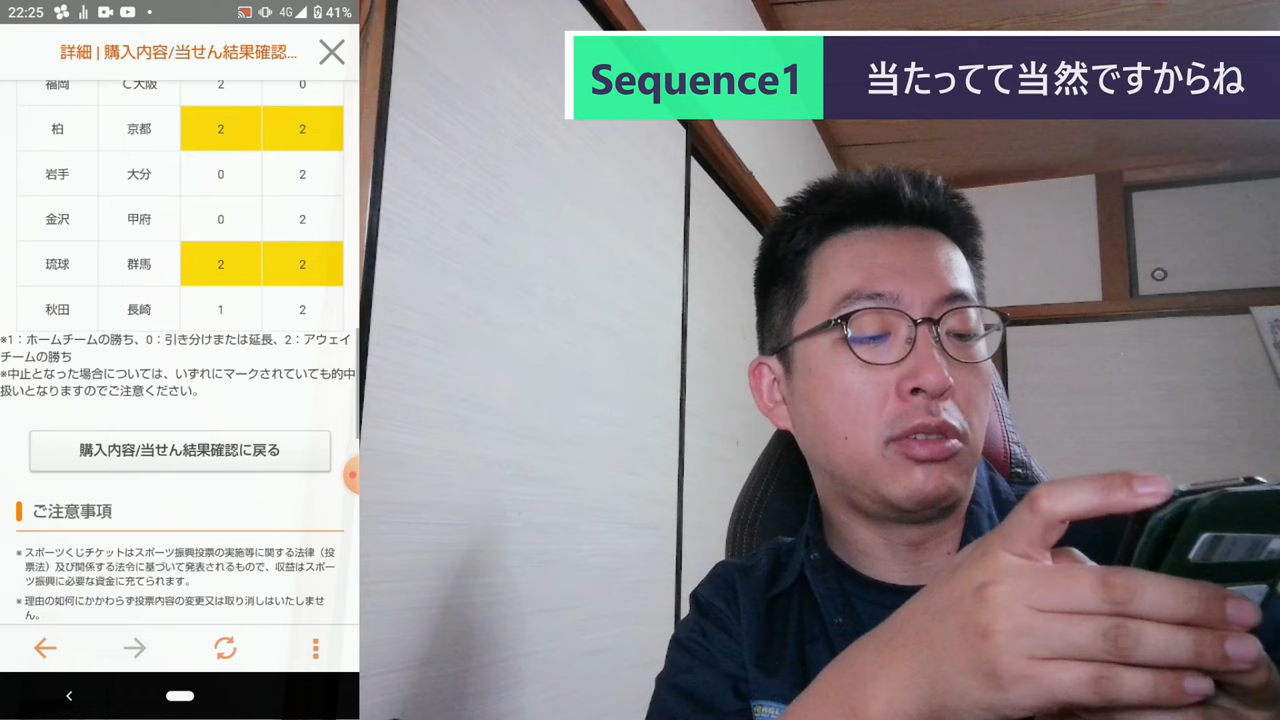 22:25
4G
41%
詳細 | 購入内容/当せん結果確認...
福岡 C大阪 2 0
柏 京都 2 2
岩手 大分 0 2
金沢 甲府 0 2
琉球 群馬 2 2
秋田 長崎 1 2
※1：ホームチームの勝ち、0：引き分けまたは延長、2：アウェイ
チームの勝ち
※中止となった場合については、いずれにマークされていても的中
扱いとなりますのでご注意ください。
購入内容/当せん結果確認に戻る
ご注意事項
※ スポーツくじチケットはスポーツ振興投票の実施等に関する法律（投
票法）及び関係する法令に基づいて発表されるもので、収益はスポー
ツ振興に必要な資金に充てられます。
※ 理由の如何にかかわらず投票内容の変更又は取り消しはいたしませ
ん。
Sequence1
当たってて当然ですからね